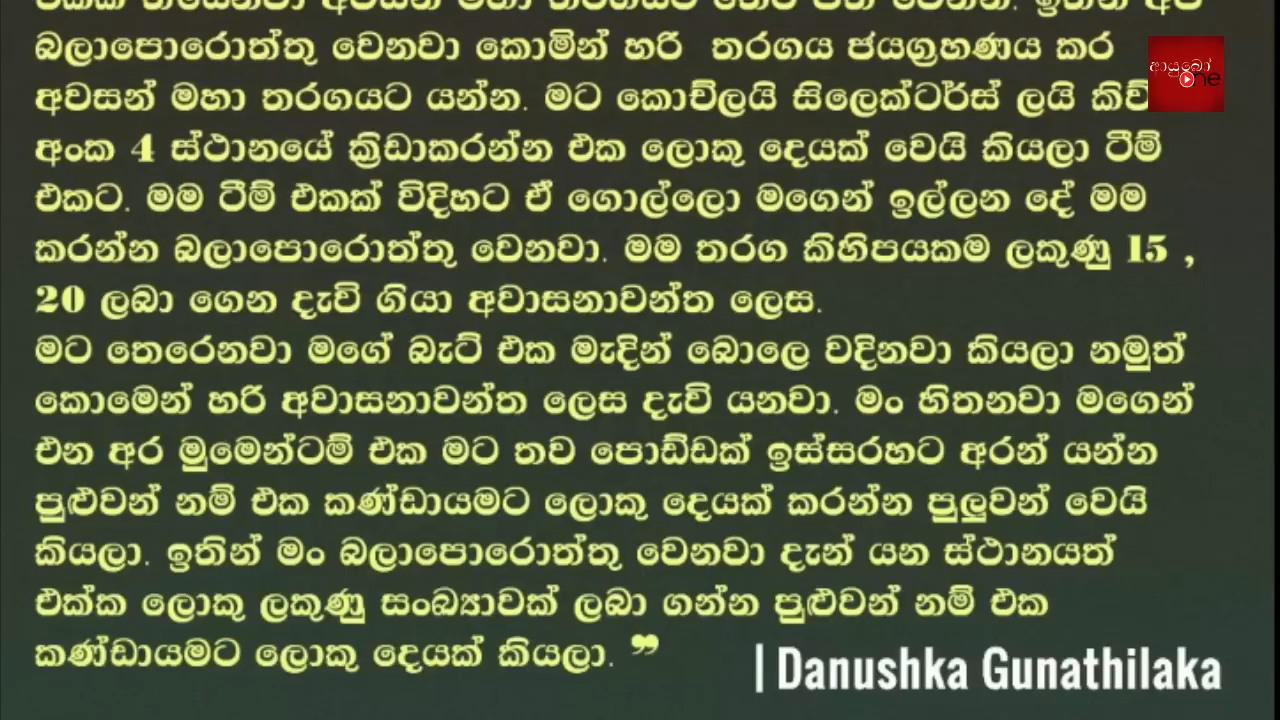 බලාපොරොත්තු වෙනවා කොමින් හරි තරගය ජයග්‍රහණය කර
අවසන් මහා තරගයට යන්න. මට කොච්ලයි සිලෙක්ටර්ස් ලයි කිව්
අංක 4 ස්ථානයේ ක්‍රිඩාකරන්න එක ලොකු දෙයක් වෙයි කියලා ටීම්
එකට. මම ටීම් එකක් විදිහට ඒ ගොල්ලො මගෙන් ඉල්ලන දේ මම
කරන්න බලාපොරොත්තු වෙනවා. මම තරග කිහිපයකම ලකුණු 15 ,
20 ලබා ගෙන දැවි ගියා අවාසනාවන්ත ලෙස.
මට තෙරෙනවා මගේ බැට් එක මැදින් බොලෙ වදිනවා කියලා නමුත්
කොමෙන් හරි අවාසනාවන්ත ලෙස දැවි යනවා. මං හිතනවා මගෙන්
එන අර මුමෙන්ටම් එක මට තව පොඩ්ඩක් ඉස්සරහට අරන් යන්න
පුළුවන් නම් එක කණ්ඩායමට ලොකු දෙයක් කරන්න පුලුවන් වෙයි
කියලා. ඉතින් මං බලාපොරොත්තු වෙනවා දැන් යන ස්ථානයත්
එක්ක ලොකු ලකුණු සංඛ්‍යාවක් ලබා ගන්න පුළුවන් නම් එක
කණ්ඩායමට ලොකු දෙයක් කියලා. ”
| Danushka Gunathilaka
ආයුබෝ
one